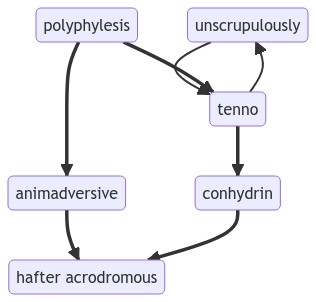 polyphylesis
unscrupulously
tenno
animadversive
conhydrin
hafter acrodromous